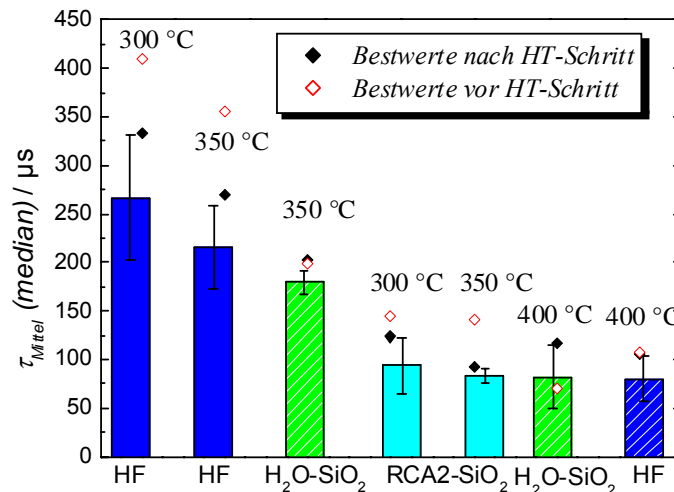 450
400
350
300
250
200
150
100
50
0
τMittel (median) / µs
Bestwerte nach HT-Schritt
Bestwerte vor HT-Schritt
300 °C
350 °C
350 °C
300 °C
350 °C
400 °C
400 °C
HF
HF
H₂O-SiO₂
RCA2-SiO₂
H₂O-SiO₂
HF